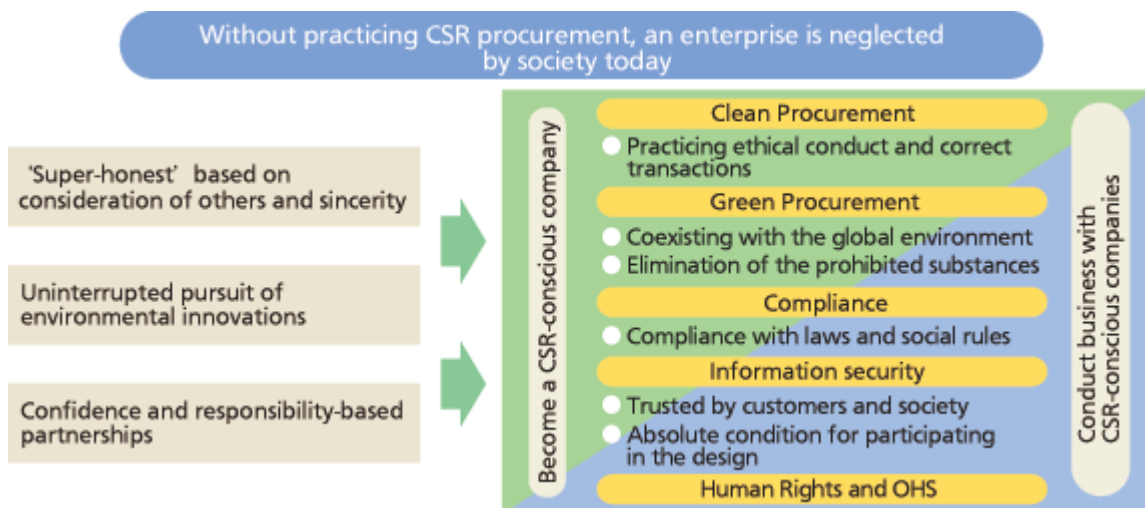 Without practicing CSR procurement, an enterprise is neglected
by society today
'Super-honest' based on
consideration of others and sincerity
Uninterrupted pursuit of
environmental innovations
Confidence and responsibility-based
partnerships
Become a CSR-conscious company
Clean Procurement
Practicing ethical conduct and correct
transactions
Green Procurement
Coexisting with the global environment
Elimination of the prohibited substances
Compliance
Compliance with laws and social rules
Information security
Trusted by customers and society
Absolute condition for participating
in the design
Human Rights and OHS
Conduct business with
CSR-conscious companies